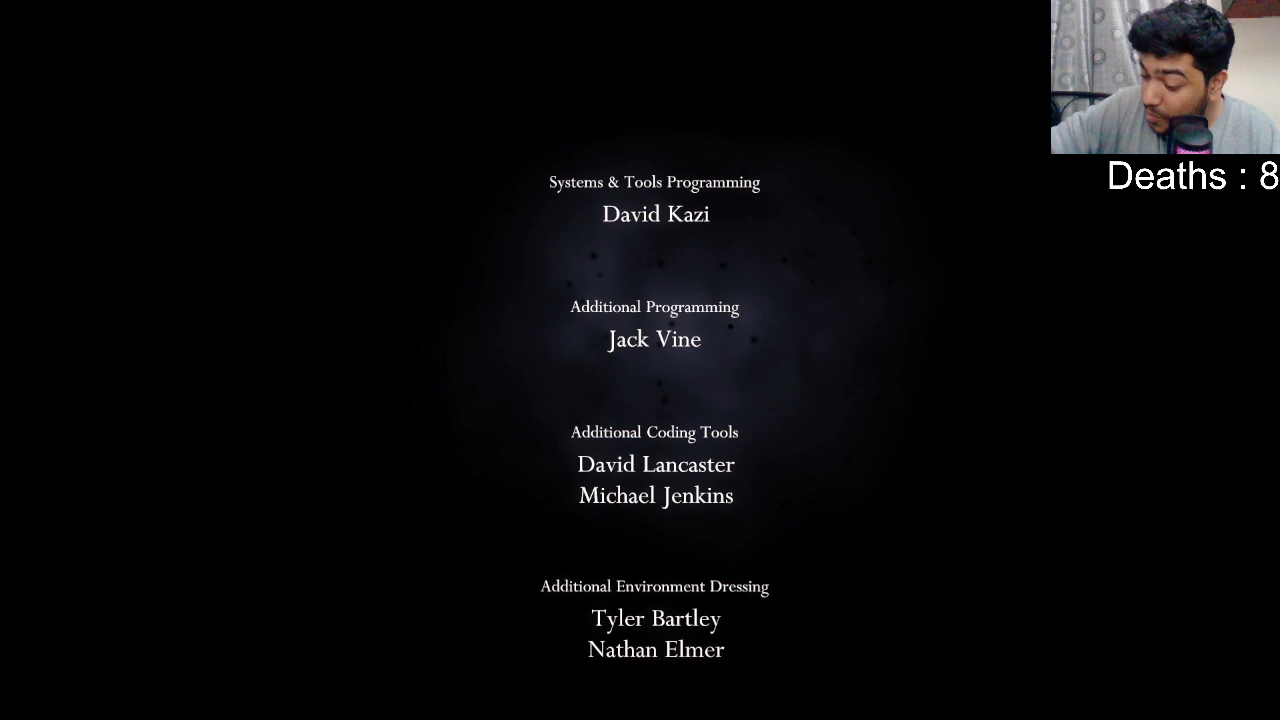 Deaths : 8
Systems & Tools Programming
David Kazi
Additional Programming
Jack Vine
Additional Coding Tools
David Lancaster
Michael Jenkins
Additional Environment Dressing
Tyler Bartley
Nathan Elmer